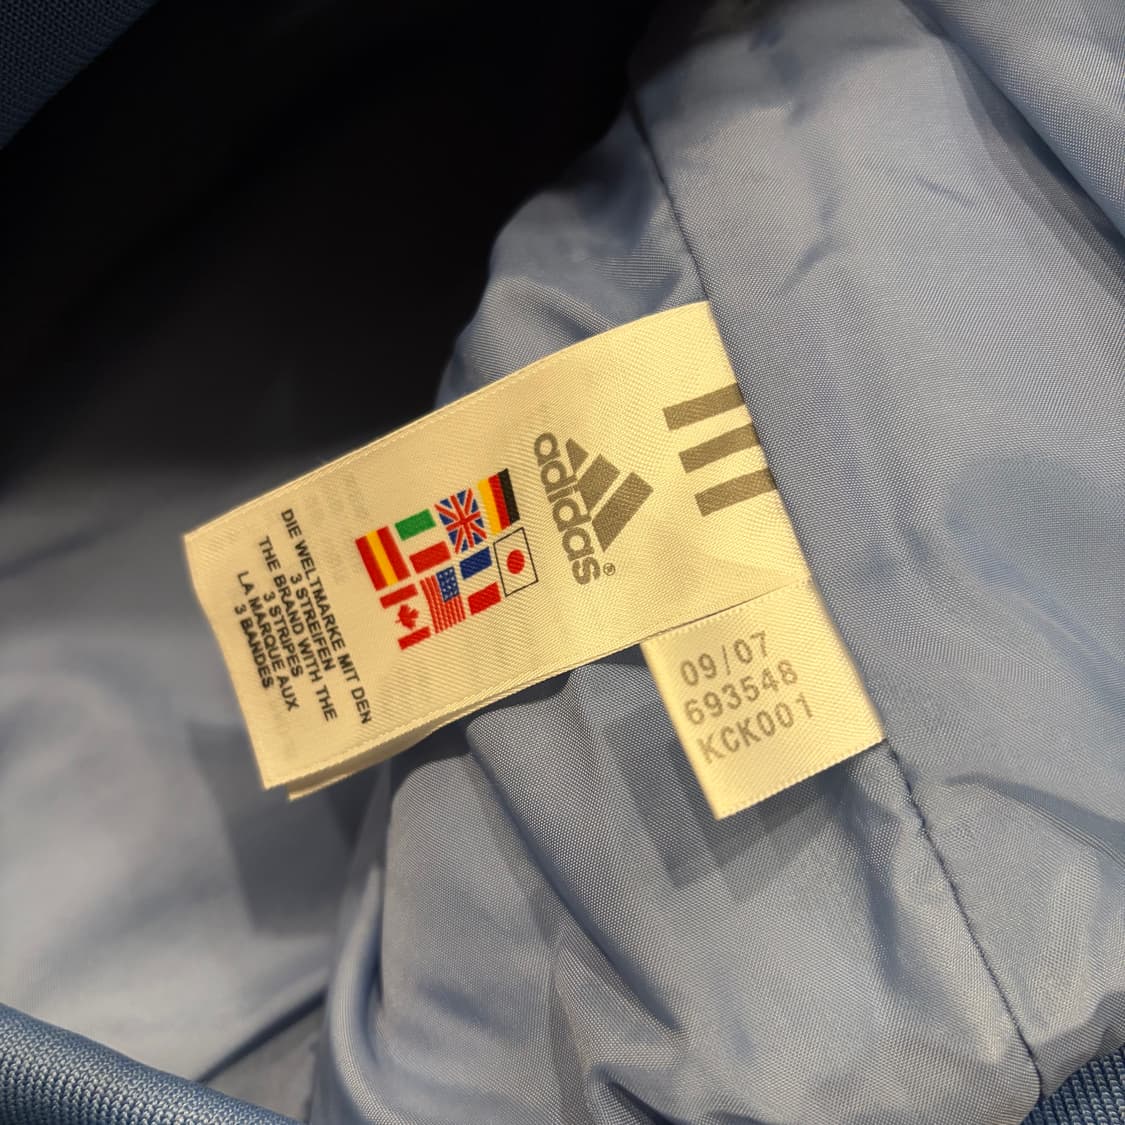 adidas®
DIE WELTMARKE MIT DEN
3 STREIFEN
THE BRAND WITH THE
3 STRIPES
LA MARQUE AUX
3 BANDES
09/07
693548
KCK001